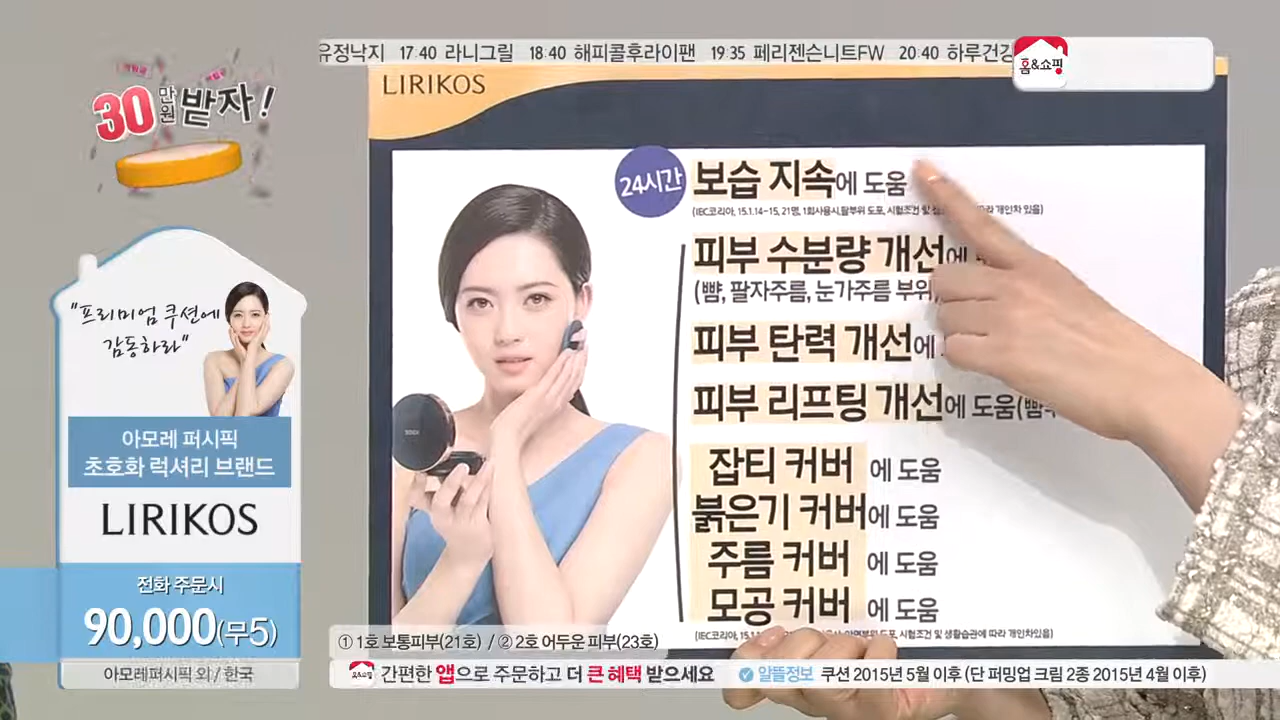 유정낙지 17:40 라니그릴 18:40 해피콜후라이팬 19:35 페리젠슨니트FW 20:40 하루건강
홈&쇼핑
30만원 받자!
LIRIKOS
24시간 보습 지속에 도움
피부 수분량 개선에
(뺨, 팔자주름, 눈가주름 부위)
피부 탄력 개선에
피부 리프팅 개선에 도움(뺨
잡티 커버 에 도움
붉은기 커버에 도움
주름 커버 에 도움
모공 커버 에 도움
"프리미엄 쿠션에
감동하라"
아모레 퍼시픽
초호화 럭셔리 브랜드
LIRIKOS
전화 주문시
90,000(무5)
아모레퍼시픽 외 / 한국
① 1호 보통피부(21호) / ② 2호 어두운 피부(23호)
홈&쇼핑 간편한 앱으로 주문하고 더 큰 혜택 받으세요
알뜰정보 쿠션 2015년 5월 이후 (단 퍼밍업 크림 2종 2015년 4월 이후)